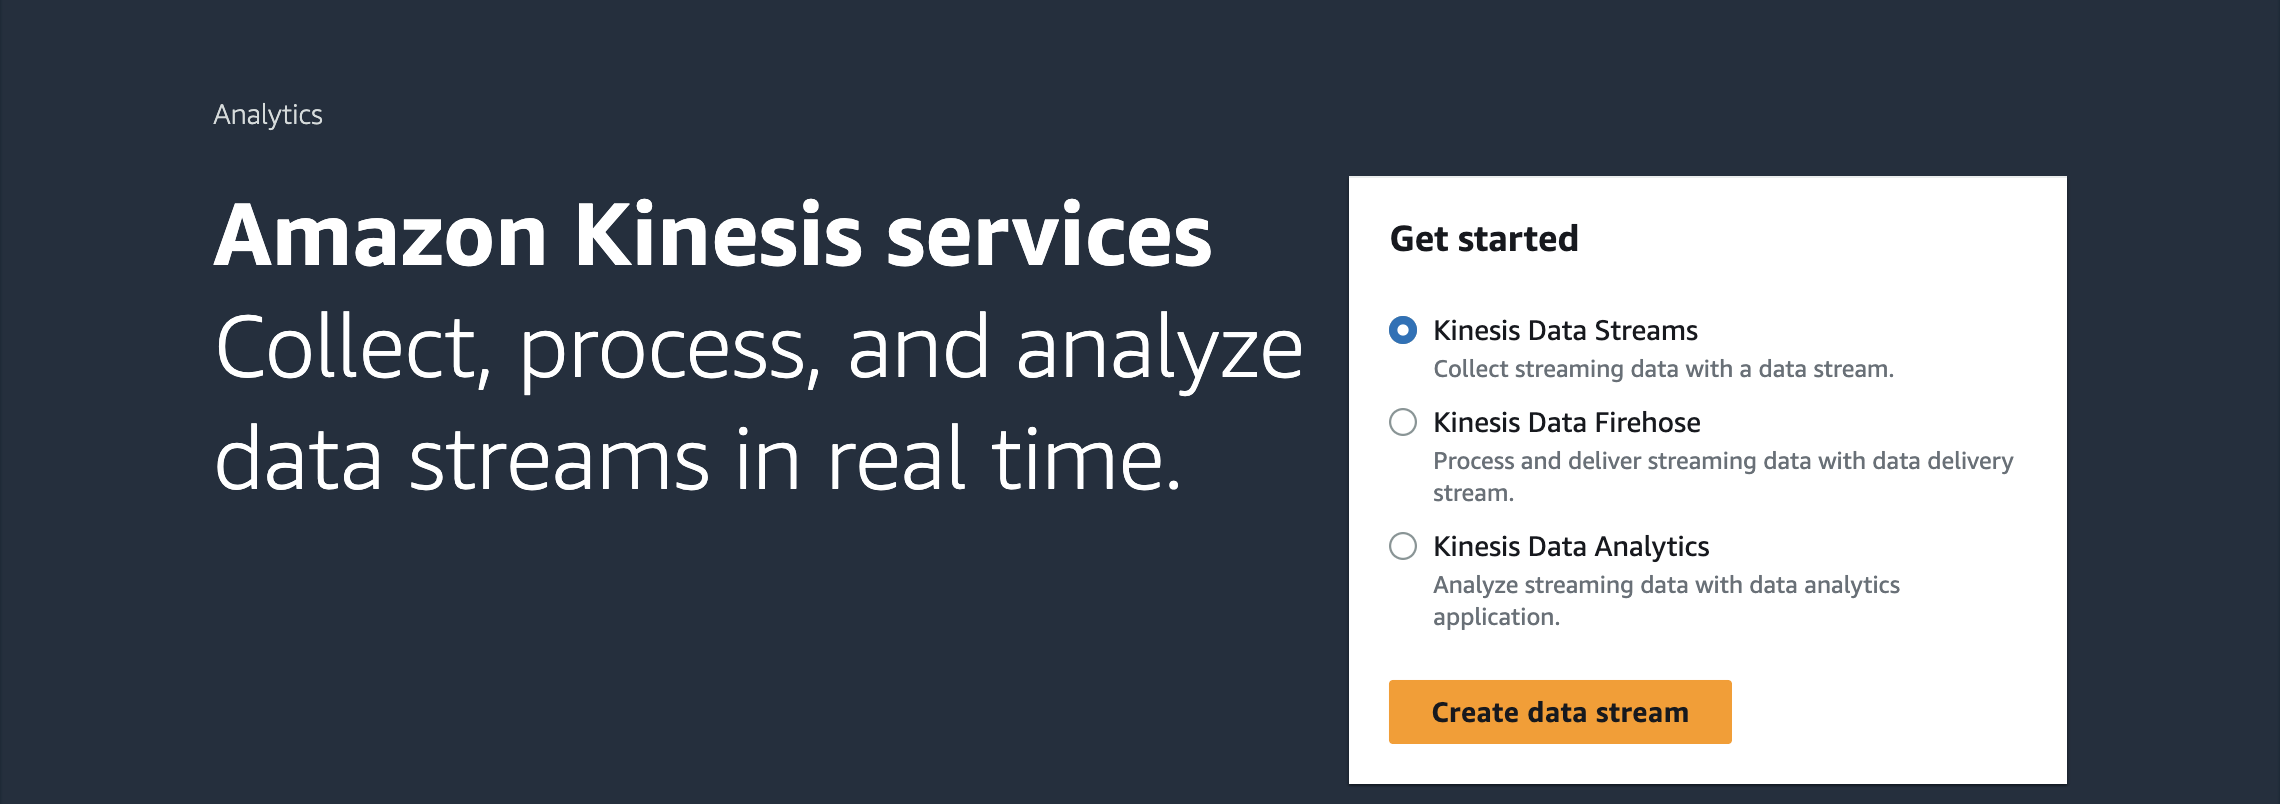 Analytics
Amazon Kinesis services
Collect, process, and analyze
data streams in real time.
Get started
Kinesis Data Streams
Collect streaming data with a data stream.
Kinesis Data Firehose
Process and deliver streaming data with data delivery
stream.
Kinesis Data Analytics
Analyze streaming data with data analytics
application.
Create data stream